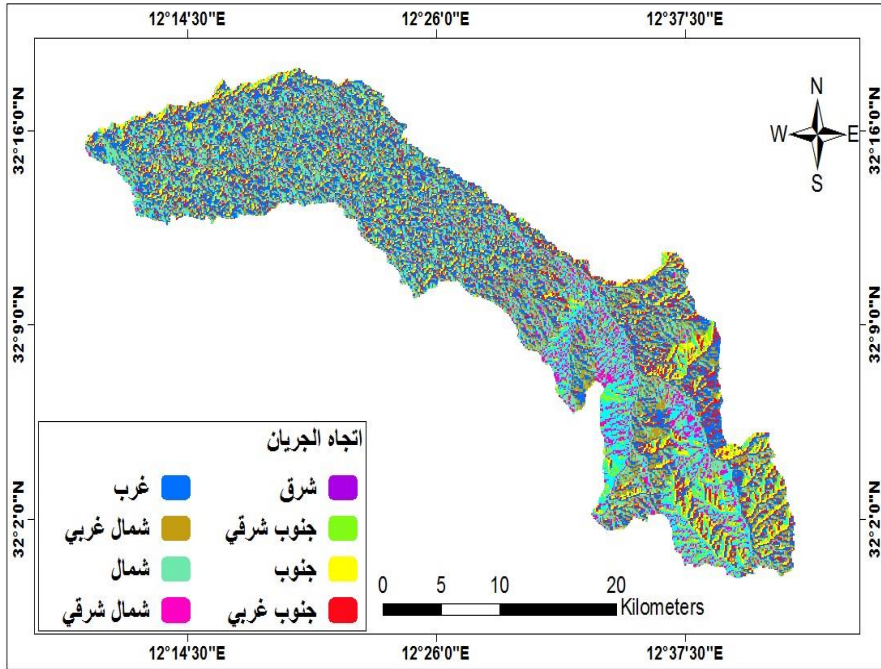 12°14'30"E 12°26'0"E 12°37'30"E
N
W E
S
32°16'0"N 32°16'0"N
32°9'0"N 32°9'0"N
32°2'0"N 32°2'0"N
اتجاه الجريان
شرق غرب
جنوب شرقي شمال غربي
جنوب شمال
جنوب غربي شمال شرقي
0 5 10 20
Kilometers
12°14'30"E 12°26'0"E 12°37'30"E